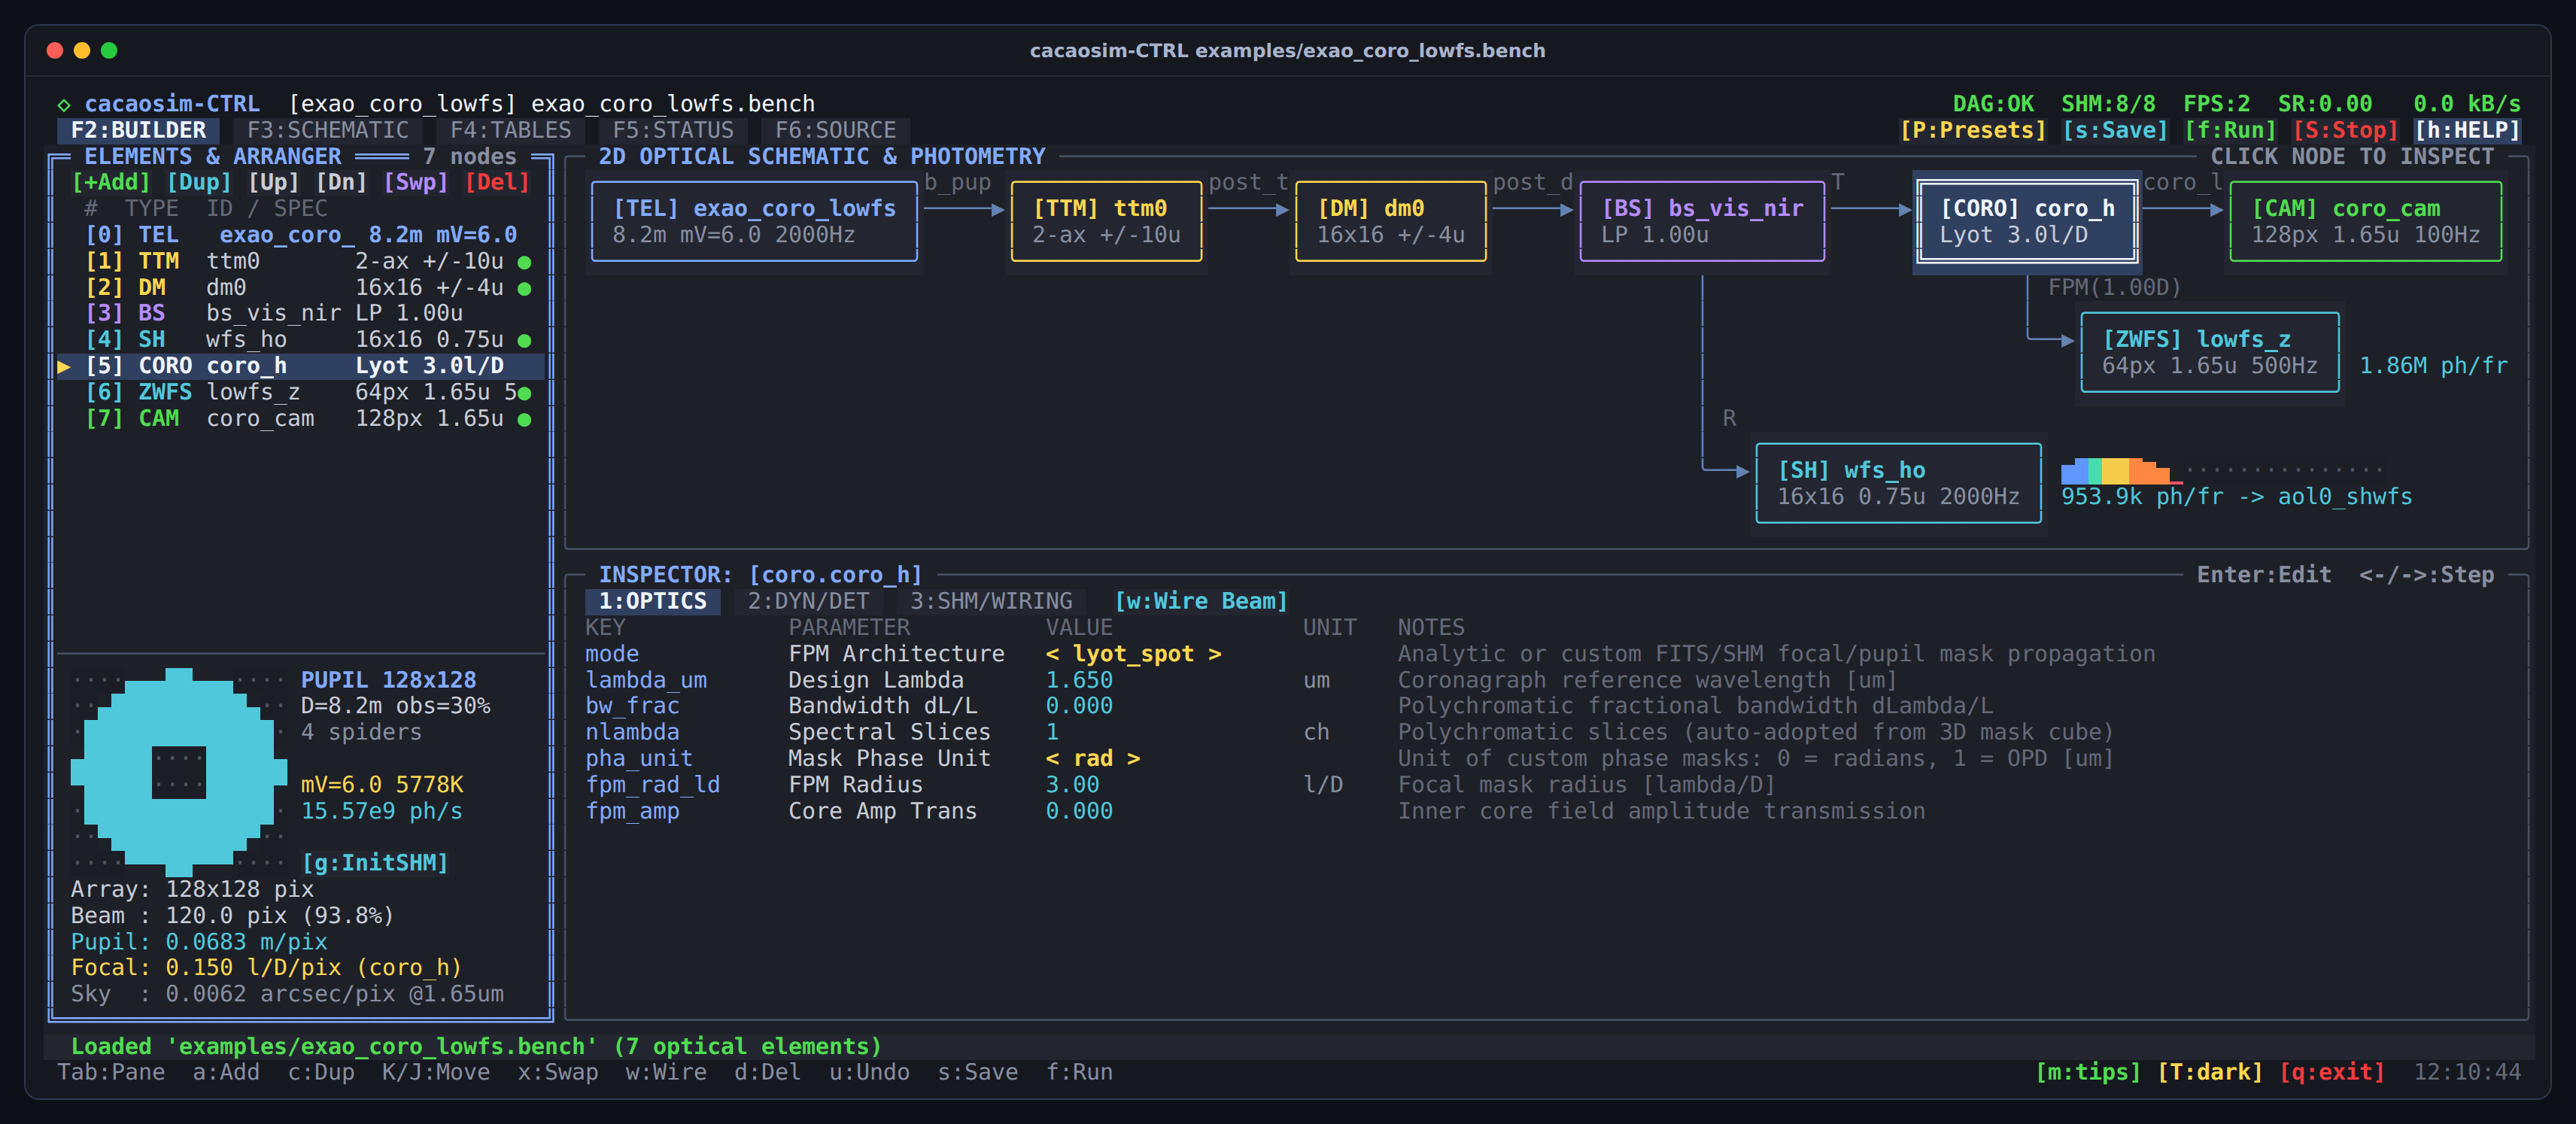 cacaosim-CTRL examples/exao_coro_lowfs.bench
◇ cacaosim-CTRL [exao_coro_lowfs] exao_coro_lowfs.bench DAG:OK SHM:8/8 FPS:2 SR:0.00 0.0 kB/s
F2:BUILDER F3:SCHEMATIC F4:TABLES F5:STATUS F6:SOURCE [P:Presets] [s:Save] [f:Run] [S:Stop] [h:HELP]
ELEMENTS & ARRANGER 7 nodes
[+Add] [Dup] [Up] [Dn] [Swp] [Del]
# TYPE ID / SPEC
[0] TEL exao_coro_ 8.2m mV=6.0
[1] TTM ttm0 2-ax +/-10u ●
[2] DM dm0 16x16 +/-4u ●
[3] BS bs_vis_nir LP 1.00u
[4] SH wfs_ho 16x16 0.75u ●
▶ [5] CORO coro_h Lyot 3.0l/D
[6] ZWFS lowfs_z 64px 1.65u 5●
[7] CAM coro_cam 128px 1.65u ●
PUPIL 128x128
D=8.2m obs=30%
4 spiders
mV=6.0 5778K
15.57e9 ph/s
[g:InitSHM]
Array: 128x128 pix
Beam : 120.0 pix (93.8%)
Pupil: 0.0683 m/pix
Focal: 0.150 l/D/pix (coro_h)
Sky : 0.0062 arcsec/pix @1.65um
2D OPTICAL SCHEMATIC & PHOTOMETRY CLICK NODE TO INSPECT
b_pup post_t post_d T coro_l
[TEL] exao_coro_lowfs [TTM] ttm0 [DM] dm0 [BS] bs_vis_nir [CORO] coro_h [CAM] coro_cam
8.2m mV=6.0 2000Hz 2-ax +/-10u 16x16 +/-4u LP 1.00u Lyot 3.0l/D 128px 1.65u 100Hz
FPM(1.00D)
[ZWFS] lowfs_z
64px 1.65u 500Hz 1.86M ph/fr
R
[SH] wfs_ho
16x16 0.75u 2000Hz 953.9k ph/fr -> aol0_shwfs
INSPECTOR: [coro.coro_h] Enter:Edit <-/->:Step
1:OPTICS 2:DYN/DET 3:SHM/WIRING [w:Wire Beam]
KEY PARAMETER VALUE UNIT NOTES
mode FPM Architecture < lyot_spot > Analytic or custom FITS/SHM focal/pupil mask propagation
lambda_um Design Lambda 1.650 um Coronagraph reference wavelength [um]
bw_frac Bandwidth dL/L 0.000 Polychromatic fractional bandwidth dLambda/L
nlambda Spectral Slices 1 ch Polychromatic slices (auto-adopted from 3D mask cube)
pha_unit Mask Phase Unit < rad > Unit of custom phase masks: 0 = radians, 1 = OPD [um]
fpm_rad_ld FPM Radius 3.00 l/D Focal mask radius [lambda/D]
fpm_amp Core Amp Trans 0.000 Inner core field amplitude transmission
Loaded 'examples/exao_coro_lowfs.bench' (7 optical elements)
Tab:Pane a:Add c:Dup K/J:Move x:Swap w:Wire d:Del u:Undo s:Save f:Run [m:tips] [T:dark] [q:exit] 12:10:44